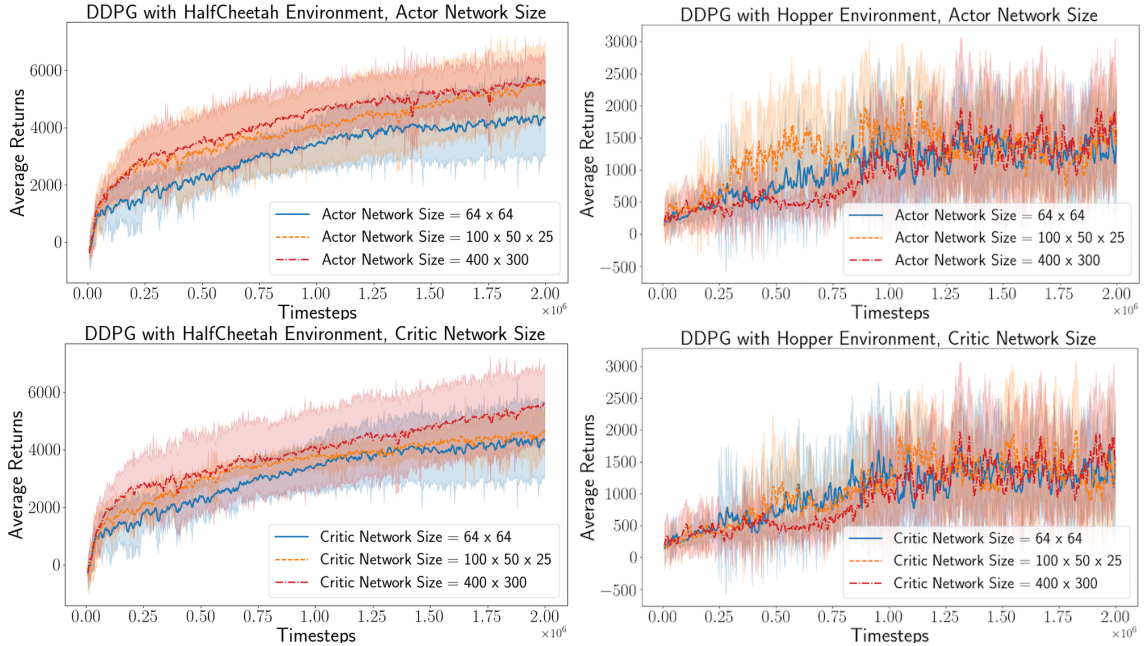 DDPG with HalfCheetah Environment, Actor Network Size
Average Returns
6000
4000
2000
0
Actor Network Size = 64 x 64
Actor Network Size = 100 x 50 x 25
Actor Network Size = 400 x 300
0.00 0.25 0.50 0.75 1.00 1.25 1.50 1.75 2.00
×10⁶
Timesteps
DDPG with Hopper Environment, Actor Network Size
Average Returns
3000
2500
2000
1500
1000
500
0
−500
Actor Network Size = 64 x 64
Actor Network Size = 100 x 50 x 25
Actor Network Size = 400 x 300
0.00 0.25 0.50 0.75 1.00 1.25 1.50 1.75 2.00
×10⁶
Timesteps
DDPG with HalfCheetah Environment, Critic Network Size
Average Returns
6000
4000
2000
0
Critic Network Size = 64 x 64
Critic Network Size = 100 x 50 x 25
Critic Network Size = 400 x 300
0.00 0.25 0.50 0.75 1.00 1.25 1.50 1.75 2.00
×10⁶
Timesteps
DDPG with Hopper Environment, Critic Network Size
Average Returns
3000
2500
2000
1500
1000
500
0
−500
Critic Network Size = 64 x 64
Critic Network Size = 100 x 50 x 25
Critic Network Size = 400 x 300
0.00 0.25 0.50 0.75 1.00 1.25 1.50 1.75 2.00
×10⁶
Timesteps